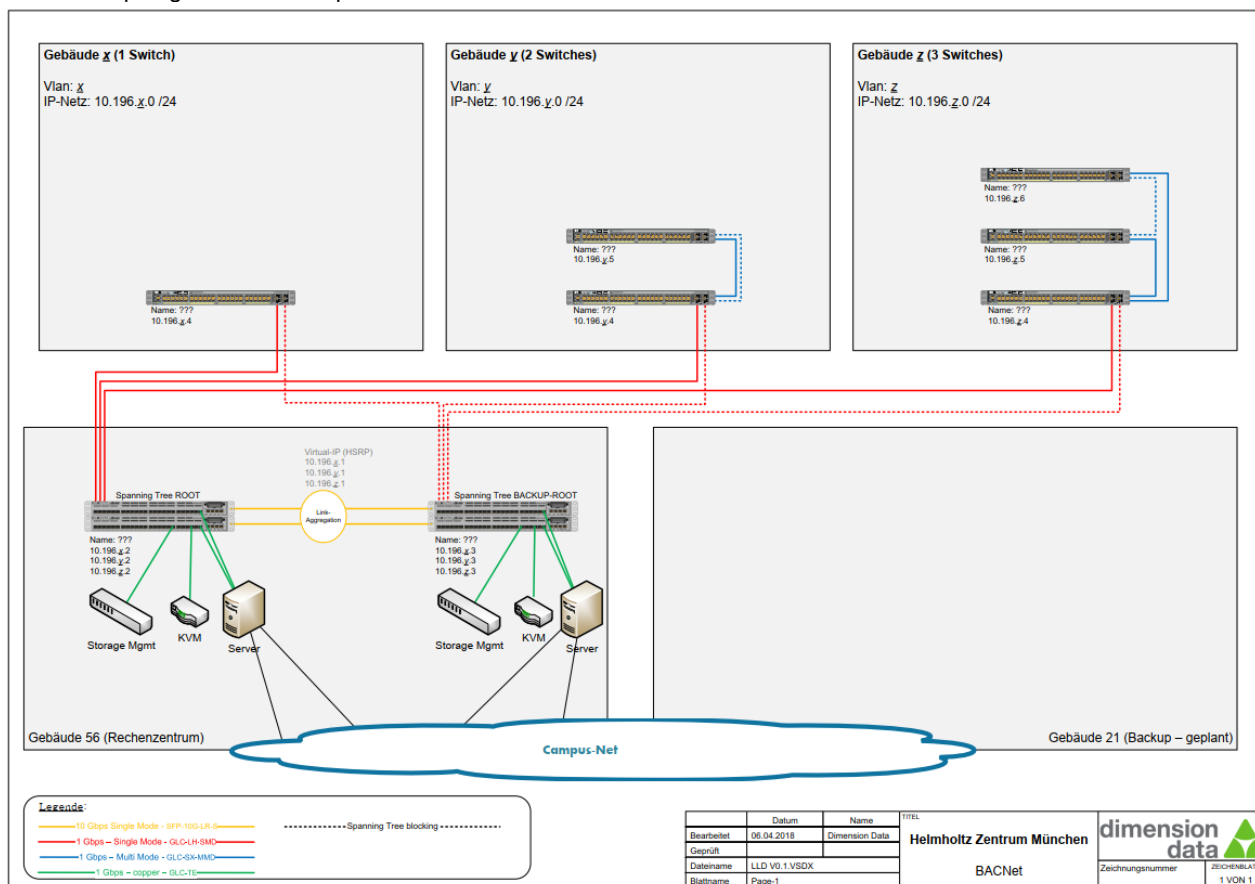 Gebäude x (1 Switch)
Vlan: x
IP-Netz: 10.196.x.0 /24
Name: ???
10.196.x.4
Gebäude y (2 Switches)
Vlan: y
IP-Netz: 10.196.y.0 /24
Name: ???
10.196.y.5
Name: ???
10.196.y.4
Gebäude z (3 Switches)
Vlan: z
IP-Netz: 10.196.z.0 /24
Name: ???
10.196.z.6
Name: ???
10.196.z.5
Name: ???
10.196.z.4
Virtual-IP (HSRP)
10.196.x.1
10.196.y.1
10.196.z.1
Spanning Tree ROOT
Link-
Aggregation
Spanning Tree BACKUP-ROOT
Name: ???
10.196.x.2
10.196.y.2
10.196.z.2
Name: ???
10.196.x.3
10.196.y.3
10.196.z.3
Storage Mgmt
KVM
Server
Storage Mgmt
KVM
Server
Gebäude 56 (Rechenzentrum)
Campus-Net
Gebäude 21 (Backup – geplant)
Legende:
10 Gbps Single Mode - SFP-10G-LR-S
Spanning Tree blocking
1 Gbps – Single Mode - GLC-LH-SMD
1 Gbps – Multi Mode - GLC-SX-MMD
1 Gbps – copper – GLC-TE
Datum Name
Bearbeitet 06.04.2018 Dimension Data
Geprüft
Dateiname LLD V0.1.VSDX
Blattname Page-1
TITEL
Helmholtz Zentrum München
BACNet
dimension
data
Zeichnungsnummer
ZEICHENBLATT
1 VON 1